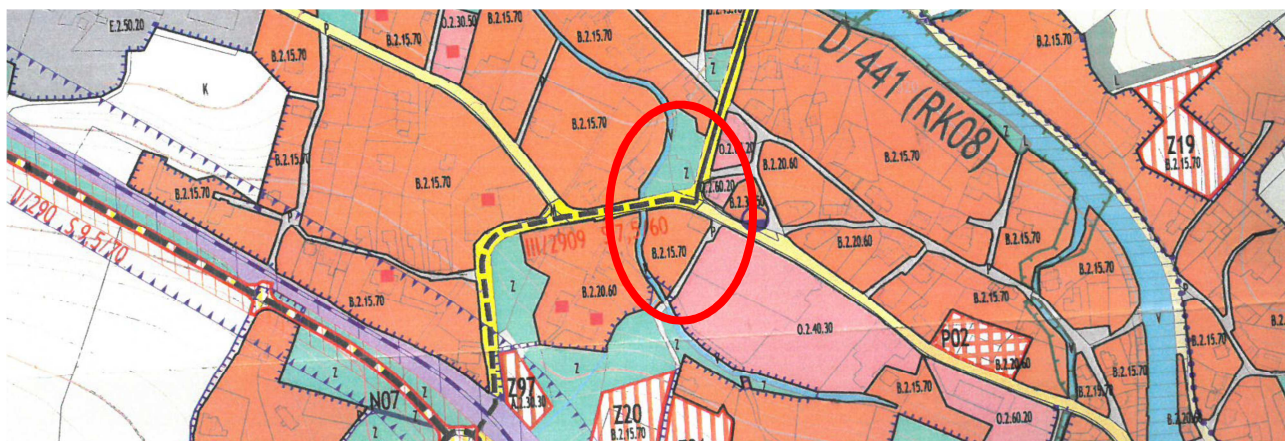 E.2.50.20
P
B.2.15.70
O.2.30.50
B.2.15.70
B.2.15.70
B.2.15.70
Z
D/441 (RK08)
L
K
B.2.15.70
V
B.2.15.70
Z
Z19
B.2.15.70
B.2.15.70
B.2.15.70
B.2.15.70
Z
B.2.20.60
B.2.15.70
L
O.2.60.20
P
III/2909 S 7,5/60
II/290 S 9,5/70
B.2.15.70
P
B.2.20.60
B.2.15.70
P
B.2.15.70
B.2.15.70
Z
B.2.20.60
B.2.15.70
O.2.40.30
V
P02
B.2.20.60
B.2.15.70
Z
Z
N07
Z97
Z20
B.2.15.70
Z
B.2.15.70
O.2.60.20
Z
Z